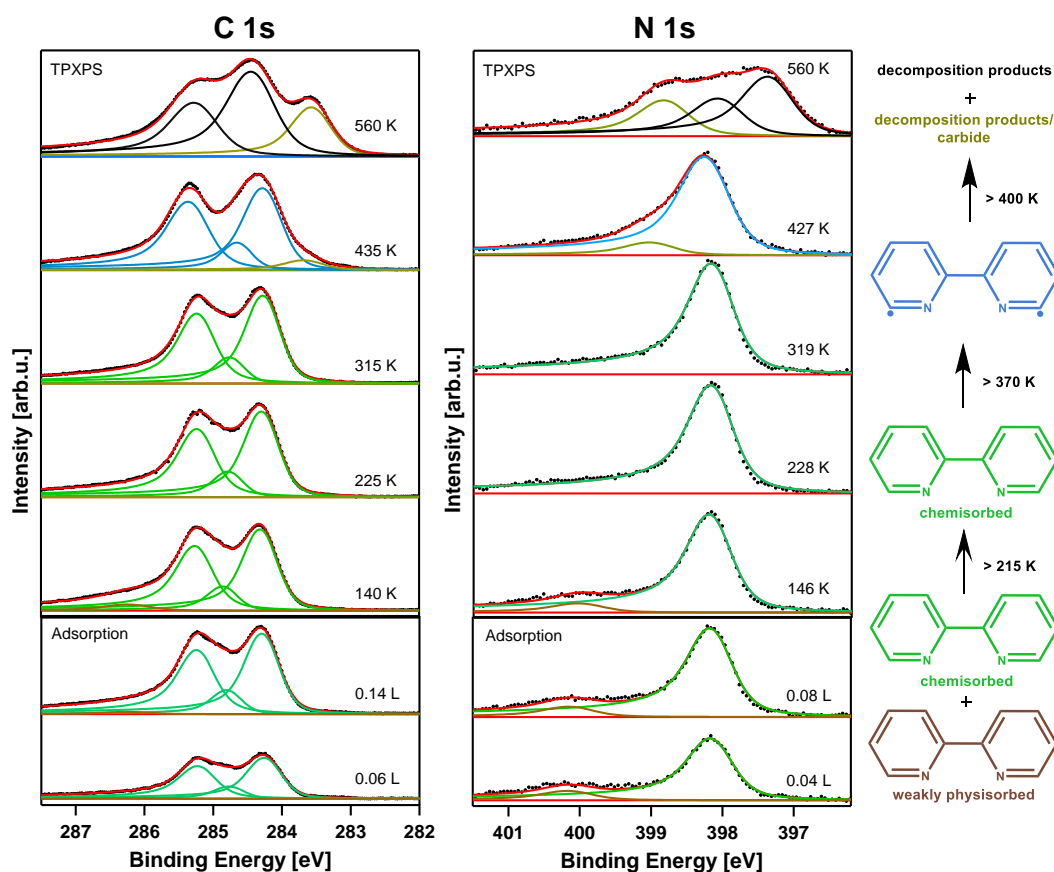 C 1s
TPXPS
560 K
435 K
315 K
225 K
140 K
Adsorption
0.14 L
0.06 L
Intensity [arb.u.]
287
286
285
284
283
282
Binding Energy [eV]
N 1s
TPXPS
560 K
427 K
319 K
228 K
146 K
Adsorption
0.08 L
0.04 L
Intensity [arb.u.]
401
400
399
398
397
Binding Energy [eV]
decomposition products
+
decomposition products/
carbide
> 400 K
N
N
> 370 K
N
N
chemisorbed
> 215 K
N
N
chemisorbed
+
N
N
weakly physisorbed